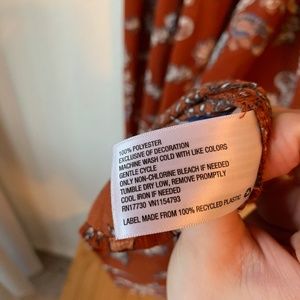 100% POLYESTER
EXCLUSIVE OF DECORATION
MACHINE WASH COLD WITH LIKE COLORS
GENTLE CYCLE
ONLY NON-CHLORINE BLEACH IF NEEDED
TUMBLE DRY LOW, REMOVE PROMPTLY
COOL IRON IF NEEDED
RN17730 VN1154793
LABEL MADE FROM 100% RECYCLED PLASTIC